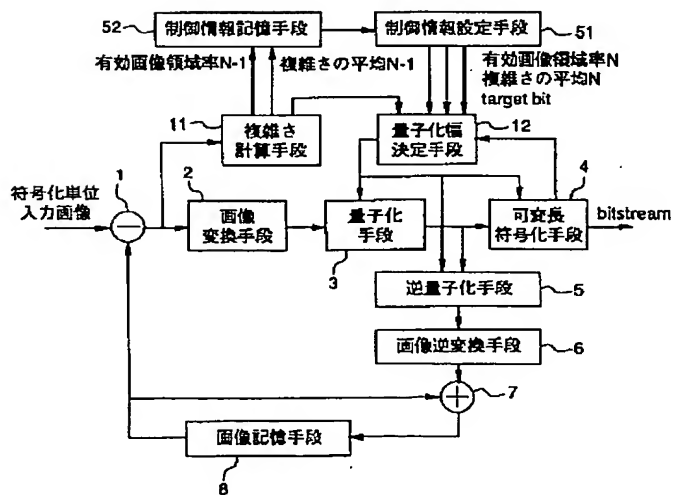 52
制御情報記憶手段
制御情報設定手段
51
有効画像領域率N-1
複雑さの平均N-1
有効画像領域率N
複雑さの平均N
target bit
11
複雑さ
計算手段
量子化幅
決定手段
12
符号化単位
入力画像
1
2
画像
変換手段
量子化
手段
3
4
可変長
符号化手段
bitstream
逆量子化手段
5
画像逆変換手段
6
7
画像記憶手段
8